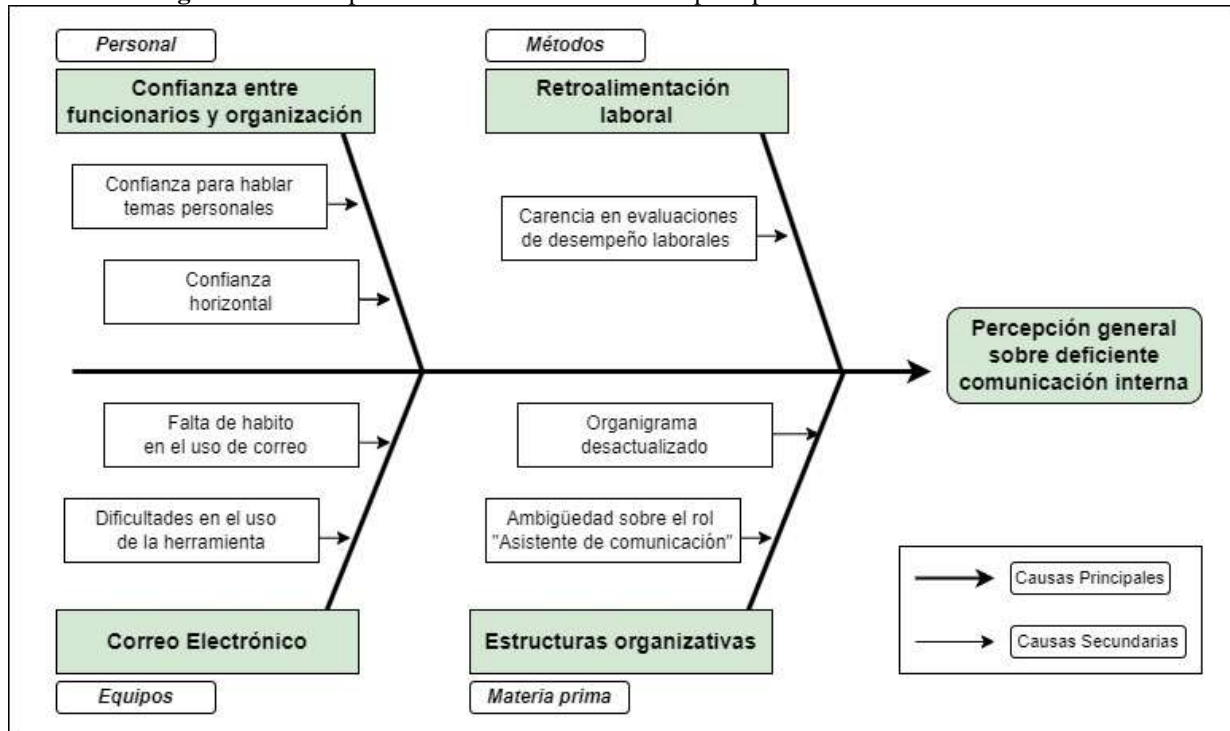 Personal
Confianza entre
funcionarios y organización
Confianza para hablar
temas personales
Confianza
horizontal
Métodos
Retroalimentación
laboral
Carencia en evaluaciones
de desempeño laborales
Percepción general
sobre deficiente
comunicación interna
Falta de habito
en el uso de correo
Dificultades en el uso
de la herramienta
Correo Electrónico
Equipos
Organigrama
desactualizado
Ambigüedad sobre el rol
"Asistente de comunicación"
Estructuras organizativas
Materia prima
Causas Principales
Causas Secundarias